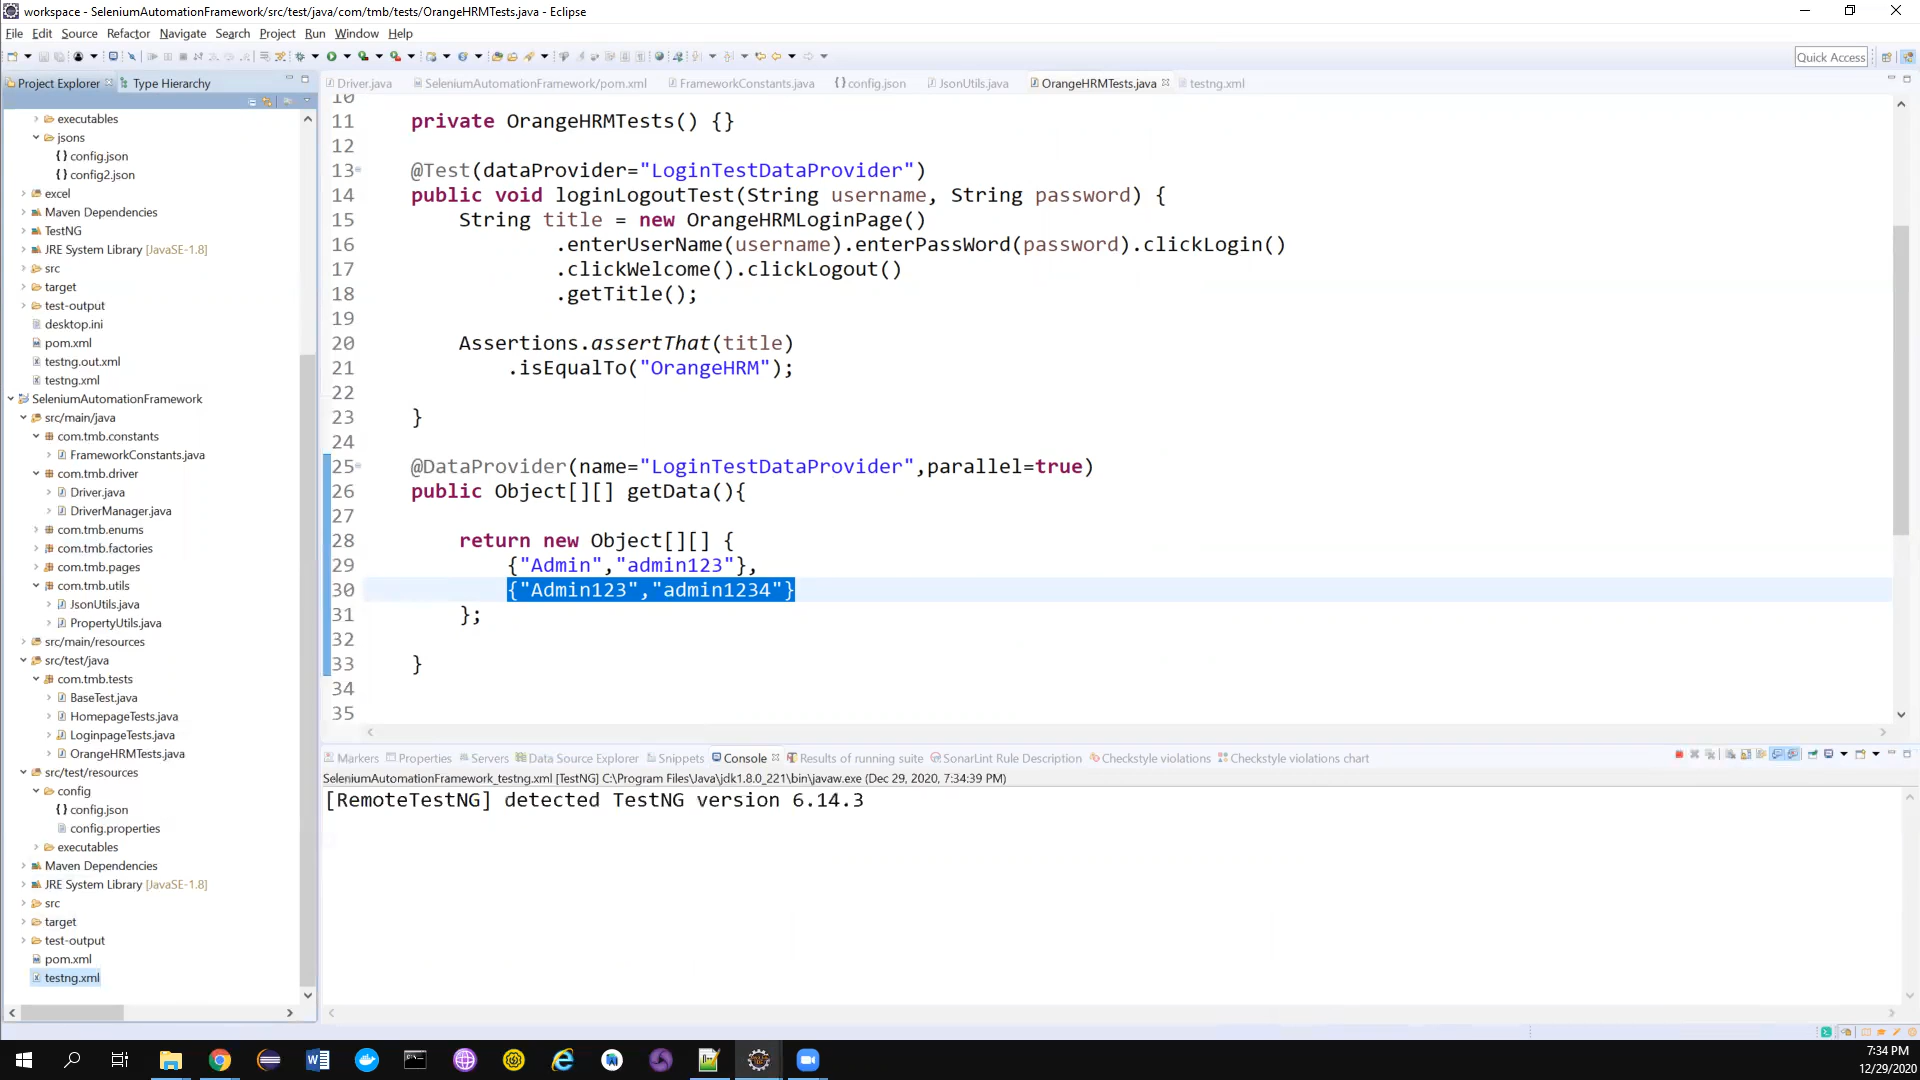 workspace - SeleniumAutomationFramework/src/test/java/com/tmb/tests/OrangeHRMTests.java - Eclipse
File Edit Source Refactor Navigate Search Project Run Window Help
Quick Access
Project Explorer Type Hierarchy
executables
jsons
config.json
config2.json
excel
Maven Dependencies
TestNG
JRE System Library [JavaSE-1.8]
src
target
test-output
desktop.ini
pom.xml
testng.out.xml
testng.xml
SeleniumAutomationFramework
src/main/java
com.tmb.constants
FrameworkConstants.java
com.tmb.driver
Driver.java
DriverManager.java
com.tmb.enums
com.tmb.factories
com.tmb.pages
com.tmb.utils
JsonUtils.java
PropertyUtils.java
src/main/resources
src/test/java
com.tmb.tests
BaseTest.java
HomepageTests.java
LoginpageTests.java
OrangeHRMTests.java
src/test/resources
config
config.json
config.properties
executables
Maven Dependencies
JRE System Library [JavaSE-1.8]
src
target
test-output
pom.xml
testng.xml
Driver.java SeleniumAutomationFramework/pom.xml FrameworkConstants.java config.json JsonUtils.java OrangeHRMTests.java testng.xml
10
11 private OrangeHRMTests() {}
12
13 @Test(dataProvider="LoginTestDataProvider")
14 public void loginLogoutTest(String username, String password) {
15 String title = new OrangeHRMLoginPage()
16 .enterUserName(username).enterPassWord(password).clickLogin()
17 .clickWelcome().clickLogout()
18 .getTitle();
19
20 Assertions.assertThat(title)
21 .isEqualTo("OrangeHRM");
22
23 }
24
25 @DataProvider(name="LoginTestDataProvider",parallel=true)
26 public Object[][] getData(){
27
28 return new Object[][] {
29 {"Admin","admin123"},
30 {"Admin123","admin1234"}
31 };
32
33 }
34
35
Markers Properties Servers Data Source Explorer Snippets Console Results of running suite SonarLint Rule Description Checkstyle violations Checkstyle violations chart
SeleniumAutomationFramework_testng.xml [TestNG] C:\Program Files\Java\jdk1.8.0_221\bin\javaw.exe (Dec 29, 2020, 7:34:39 PM)
[RemoteTestNG] detected TestNG version 6.14.3
7:34 PM
12/29/2020